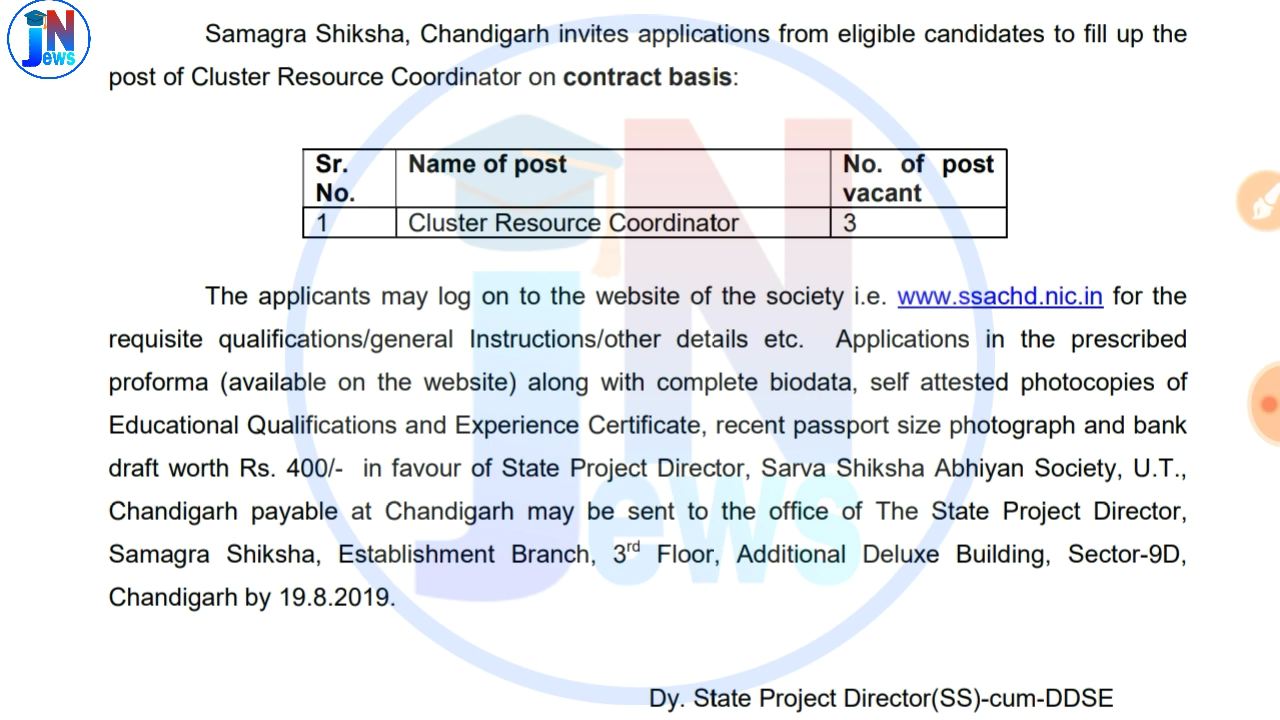 JN
ews
Samagra Shiksha, Chandigarh invites applications from eligible candidates to fill up the
post of Cluster Resource Coordinator on contract basis:
Sr. No. Name of post No. of post vacant
1 Cluster Resource Coordinator 3
The applicants may log on to the website of the society i.e. www.ssachd.nic.in for the
requisite qualifications/general Instructions/other details etc. Applications in the prescribed
proforma (available on the website) along with complete biodata, self attested photocopies of
Educational Qualifications and Experience Certificate, recent passport size photograph and bank
draft worth Rs. 400/- in favour of State Project Director, Sarva Shiksha Abhiyan Society, U.T.,
Chandigarh payable at Chandigarh may be sent to the office of The State Project Director,
Samagra Shiksha, Establishment Branch, 3rd Floor, Additional Deluxe Building, Sector-9D,
Chandigarh by 19.8.2019.
Dy. State Project Director(SS)-cum-DDSE
JN
ews